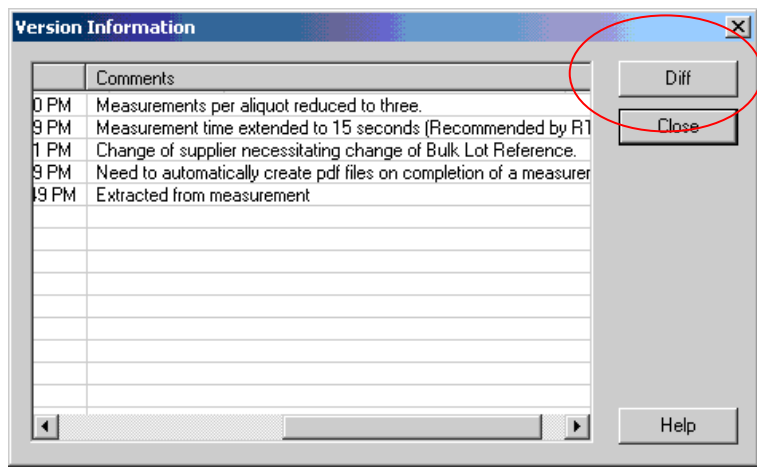 Version Information
Comments
Diff
0 PM Measurements per aliquot reduced to three.
9 PM Measurement time extended to 15 seconds (Recommended by
Close
1 PM Change of supplier necessitating change of Bulk Lot Reference.
9 PM Need to automatically create pdf files on completion of a
49 PM Extracted from measurement
Help